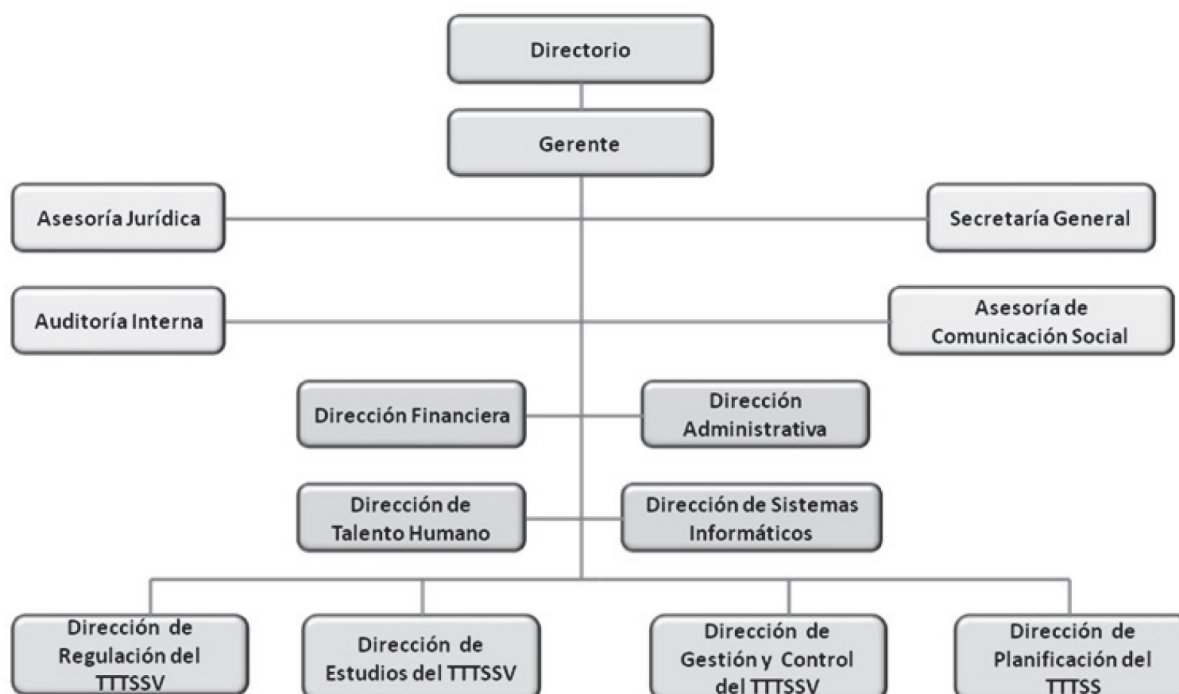 Directorio
Gerente
Asesoría Jurídica
Secretaría General
Auditoría Interna
Asesoría de
Comunicación Social
Dirección Financiera
Dirección
Administrativa
Dirección de
Talento Humano
Dirección de Sistemas
Informáticos
Dirección de
Regulación del
TTTSSV
Dirección de
Estudios del TTTSSV
Dirección de
Gestión y Control
del TTTSSV
Dirección de
Planificación del
TTTSS